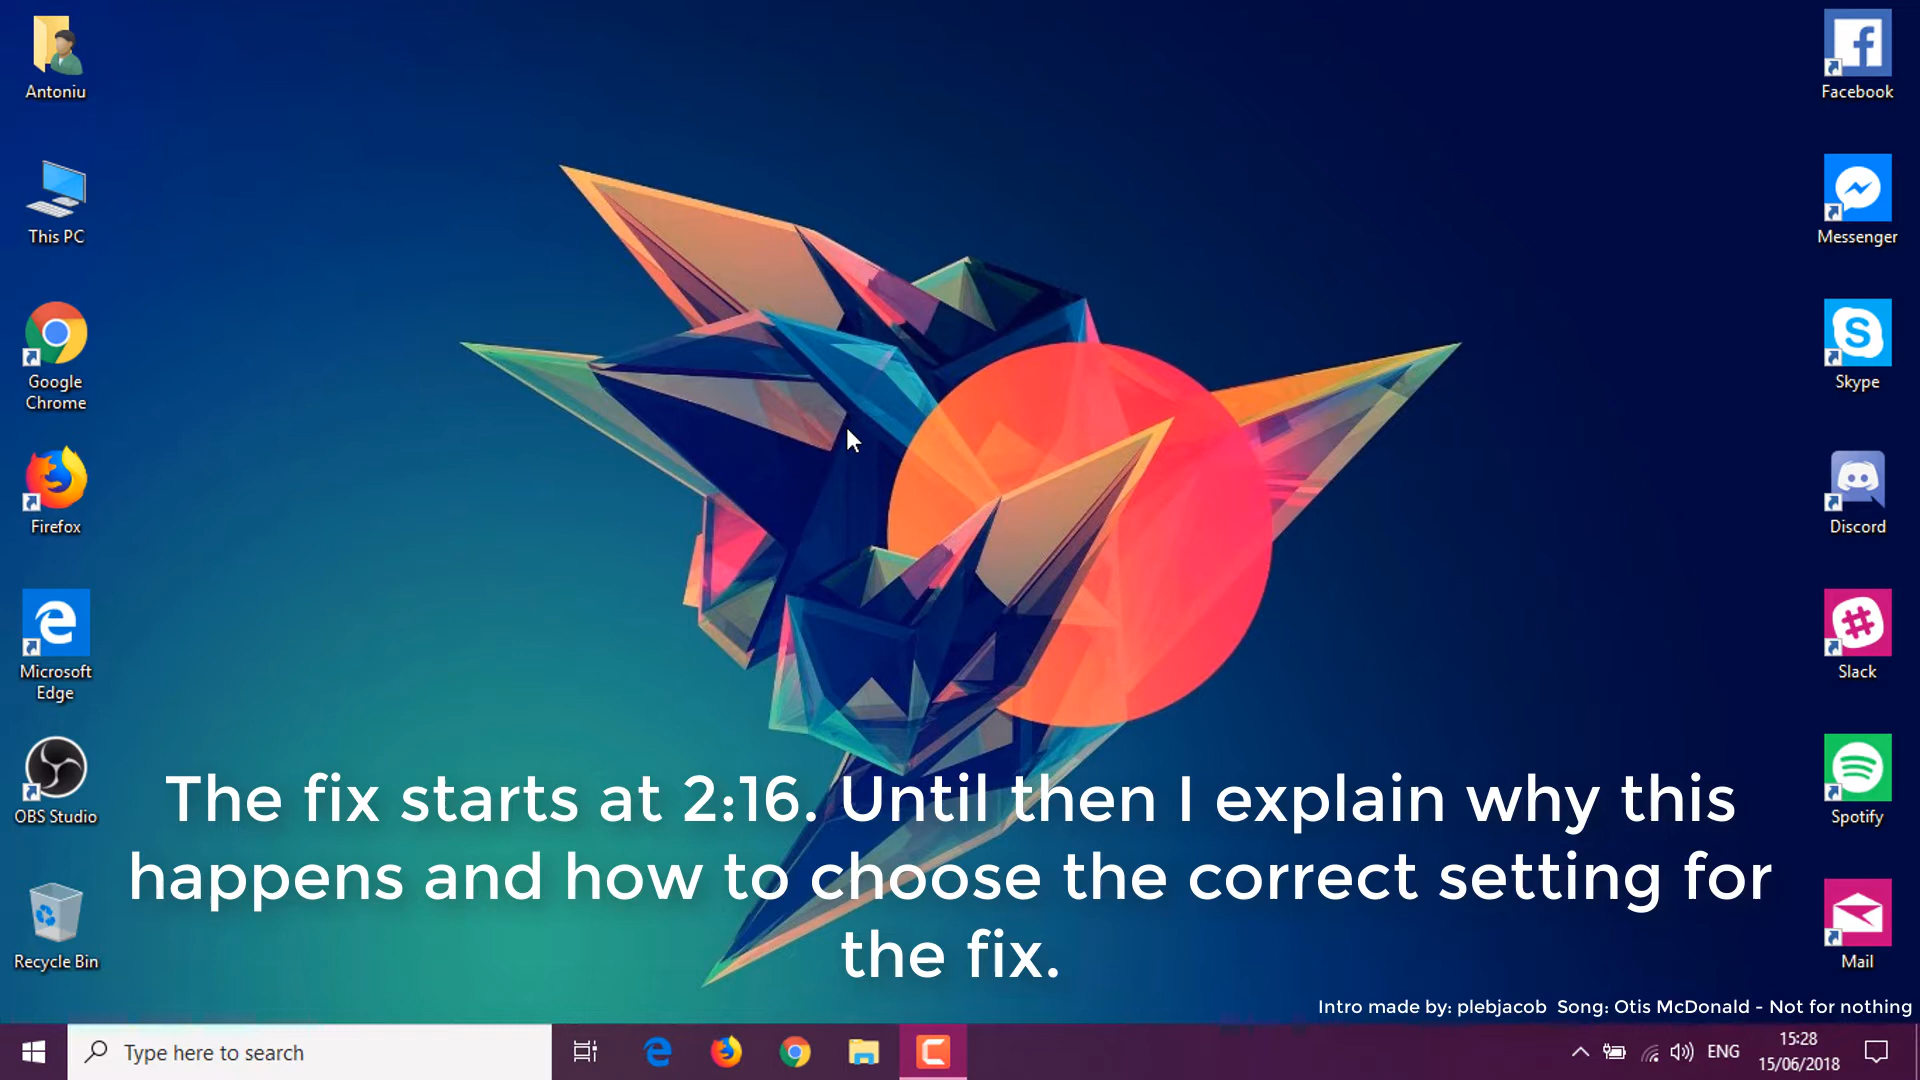 Antoniu
This PC
Google
Chrome
Firefox
Microsoft
Edge
OBS Studio
Recycle Bin
Facebook
Messenger
Skype
Discord
Slack
Spotify
Mail
The fix starts at 2:16. Until then I explain why this
happens and how to choose the correct setting for
the fix.
Intro made by: plebjacob Song: Otis McDonald - Not for nothing
Type here to search
ENG
15:28
15/06/2018